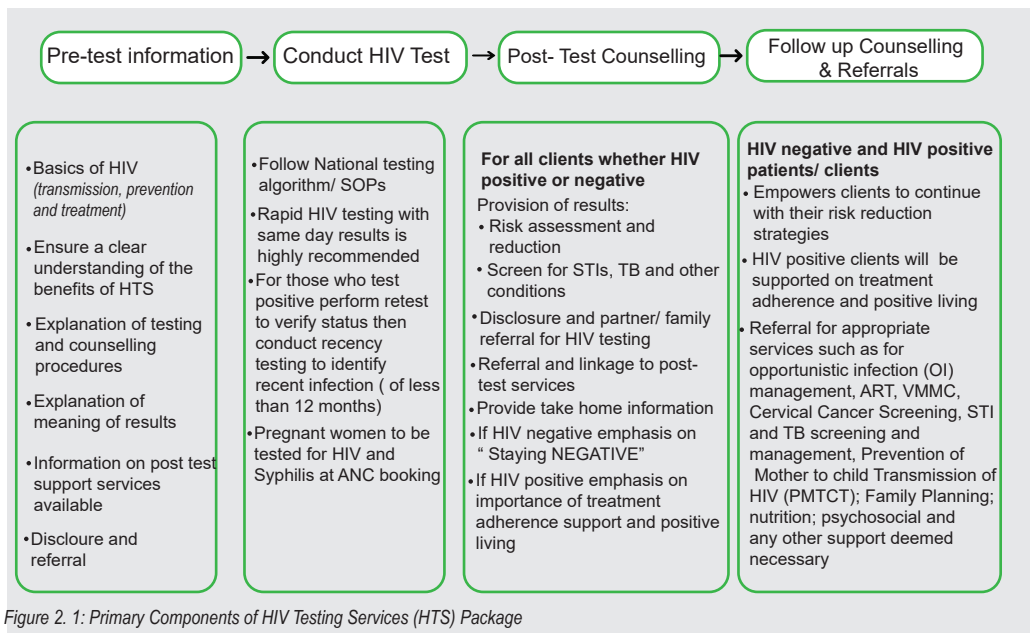 Pre-test information
Conduct HIV Test
Post- Test Counselling
Follow up Counselling
& Referrals
•Basics of HIV
(transmission, prevention
and treatment)
•Ensure a clear
understanding of the
benefits of HTS
•Explanation of testing
and counselling
procedures
•Explanation of
meaning of results
•Information on post test
support services
available
•Discloure and
referral
•Follow National testing
algorithm/ SOPs
•Rapid HIV testing with
same day results is
highly recommended
•For those who test
positive perform retest
to verify status then
conduct recency
testing to identify
recent infection ( of less
than 12 months)
•Pregnant women to be
tested for HIV and
Syphilis at ANC booking
For all clients whether HIV
positive or negative
Provision of results:
• Risk assessment and
reduction
• Screen for STIs, TB and other
conditions
•Disclosure and partner/ family
referral for HIV testing
•Referral and linkage to post-
test services
•Provide take home information
•If HIV negative emphasis on
“ Staying NEGATIVE”
•If HIV positive emphasis on
importance of treatment
adherence support and positive
living
HIV negative and HIV positive
patients/ clients
• Empowers clients to continue
with their risk reduction
strategies
• HIV positive clients will be
supported on treatment
adherence and positive living
• Referral for appropriate
services such as for
opportunistic infection (OI)
management, ART, VMMC,
Cervical Cancer Screening, STI
and TB screening and
management, Prevention of
Mother to child Transmission of
HIV (PMTCT); Family Planning;
nutrition; psychosocial and
any other support deemed
necessary
Figure 2. 1: Primary Components of HIV Testing Services (HTS) Package